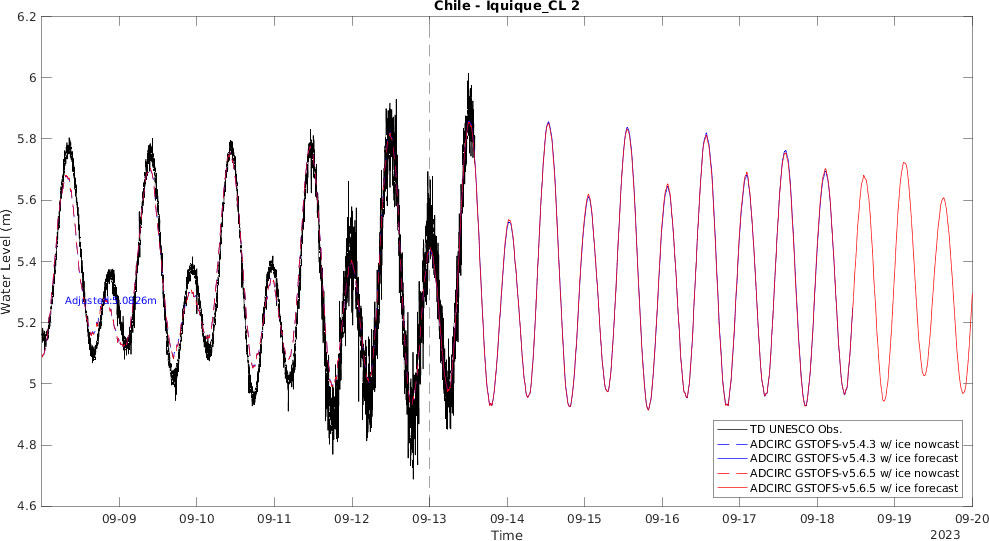 Chile - Iquique_CL 2
Water Level (m)
6.2
6
5.8
5.6
5.4
5.2
5
4.8
4.6
Adjusted:5.0826m
TD UNESCO Obs.
ADCIRC GSTOFS-v5.4.3 w/ ice nowcast
ADCIRC GSTOFS-v5.4.3 w/ ice forecast
ADCIRC GSTOFS-v5.6.5 w/ ice nowcast
ADCIRC GSTOFS-v5.6.5 w/ ice forecast
09-09 09-10 09-11 09-12 09-13 09-14 09-15 09-16 09-17 09-18 09-19 09-20
Time
2023